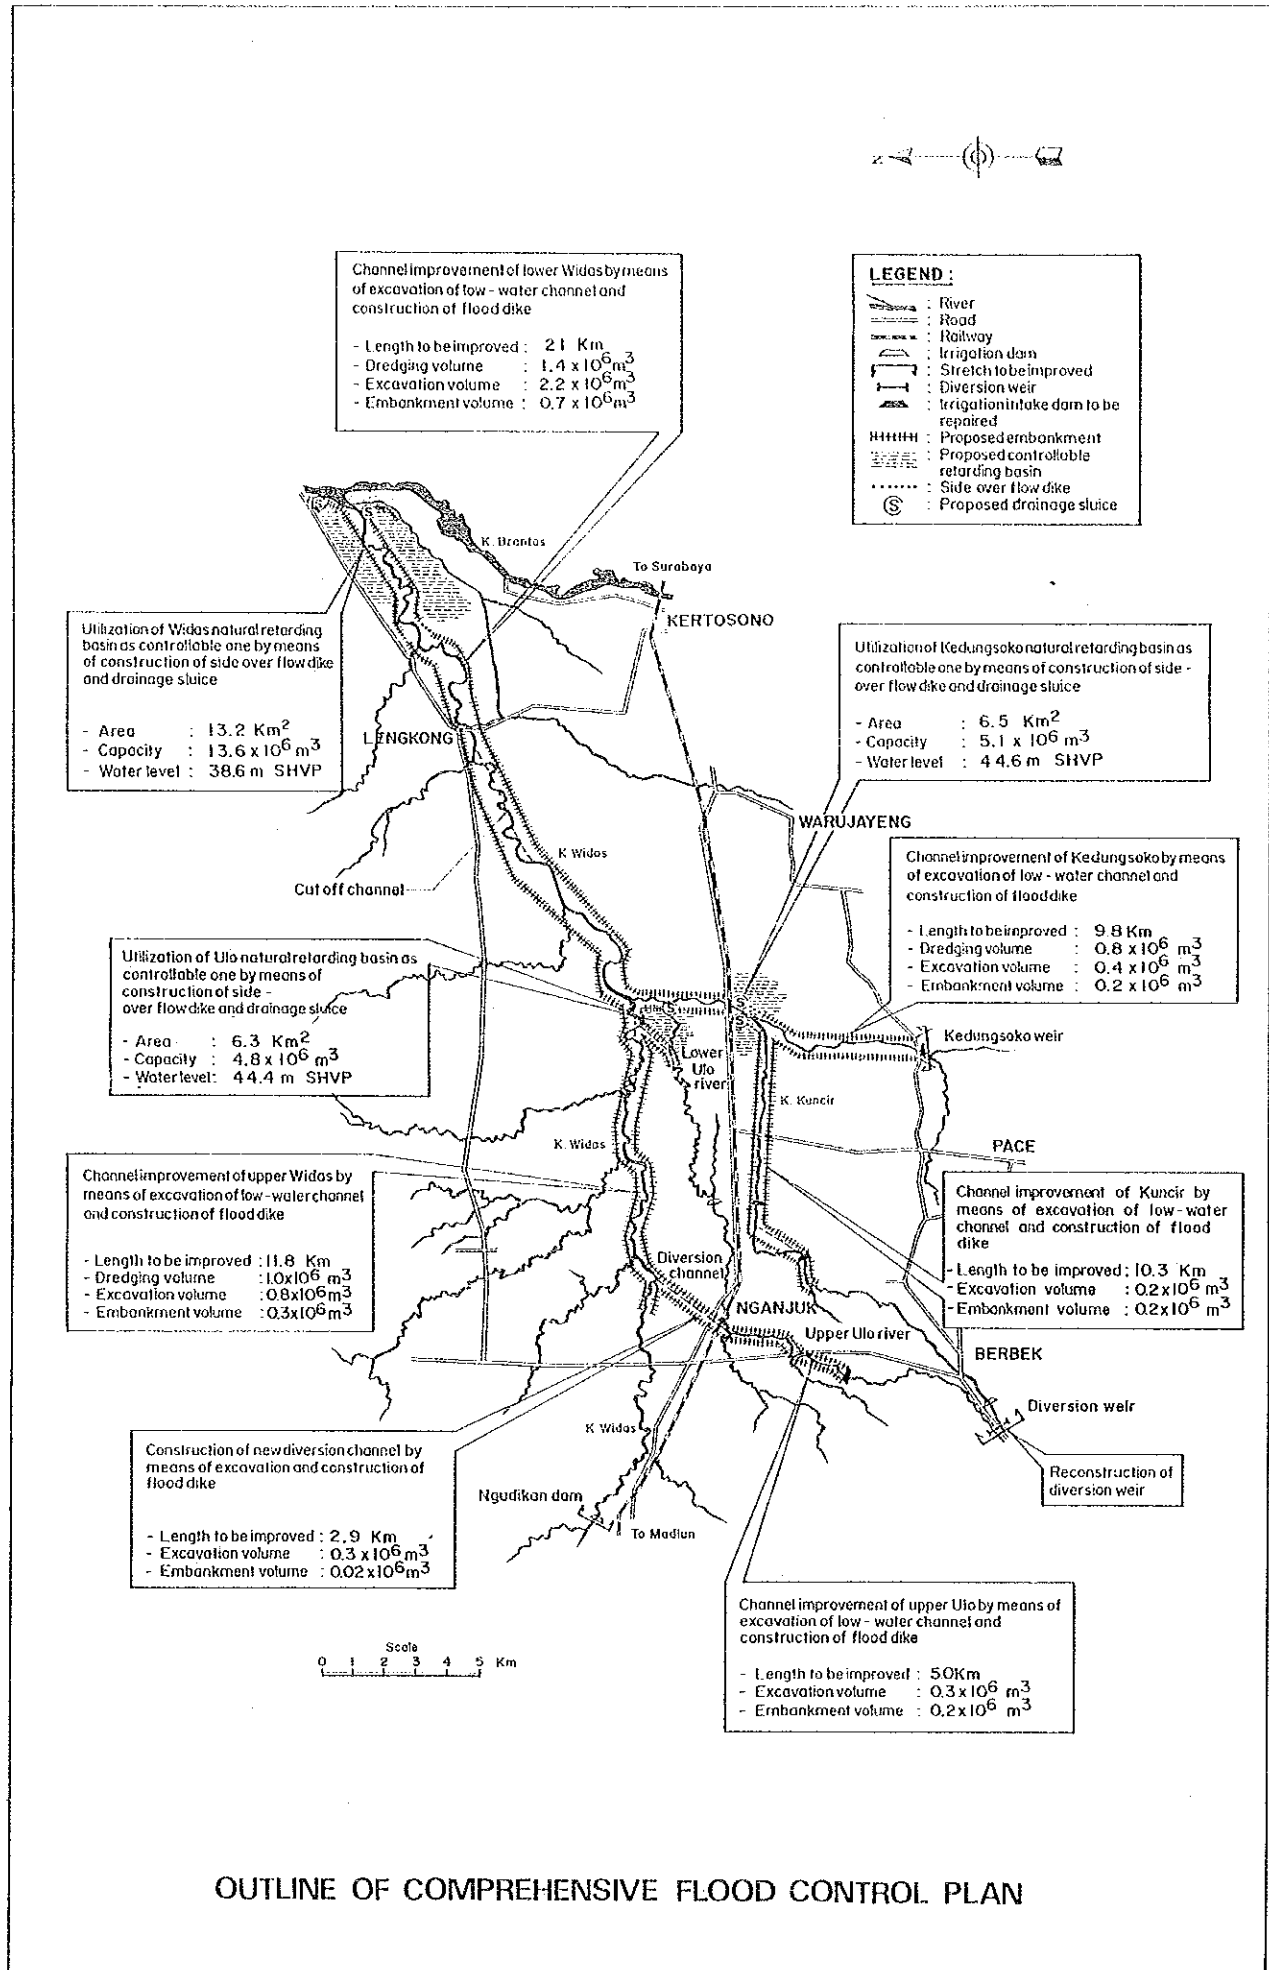 N
Channel improvement of lower Widas by means
of excavation of low - water channel and
construction of flood dike
- Length to be improved : 21 Km
- Dredging volume : 1.4 x 10⁶ m³
- Excavation volume : 2.2 x 10⁶ m³
- Embankment volume : 0.7 x 10⁶ m³
LEGEND :
: River
: Road
: Railway
: Irrigation dam
: Stretch to be improved
: Diversion weir
: Irrigation intake dam to be
repaired
: Proposed embankment
: Proposed controllable
retarding basin
: Side over flow dike
S : Proposed drainage sluice
K. Brantas
To Surabaya
KERTOSONO
Utilization of Widas natural retarding
basin as controllable one by means
of construction of side over flow dike
and drainage sluice
- Area : 13.2 Km²
- Capacity : 13.6 x 10⁶ m³
- Water level : 38.6 m SHVP
Utilization of Kedungsoko natural retarding basin as
controllable one by means of construction of side -
over flow dike and drainage sluice
- Area : 6.5 Km²
- Capacity : 5.1 x 10⁶ m³
- Water level : 44.6 m SHVP
LENGKONG
WARUJAYENG
K Widas
Cut off channel
Channel improvement of Kedungsoko by means
of excavation of low - water channel and
construction of flood dike
- Length to be improved : 9.8 Km
- Dredging volume : 0.8 x 10⁶ m³
- Excavation volume : 0.4 x 10⁶ m³
- Embankment volume : 0.2 x 10⁶ m³
Utilization of Ulo natural retarding basin as
controllable one by means of
construction of side -
over flow dike and drainage sluice
- Area : 6.3 Km²
- Capacity : 4.8 x 10⁶ m³
- Water level : 44.4 m SHVP
S
S
S
S
Kedungsoko weir
Lower
Ulo
river
K. Kuncir
K. Widas
PACE
Channel improvement of upper Widas by
means of excavation of low-water channel
and construction of flood dike
- Length to be improved : 11.8 Km
- Dredging volume : 1.0x10⁶ m³
- Excavation volume : 0.8x10⁶ m³
- Embankment volume : 0.3x10⁶ m³
Channel improvement of Kuncir by
means of excavation of low-water
channel and construction of flood
dike
- Length to be improved : 10.3 Km
- Excavation volume : 0.2x10⁶ m³
- Embankment volume : 0.2x10⁶ m³
Diversion
channel
NGANJUK
Upper Ulo river
BERBEK
Diversion weir
K Widas
Construction of new diversion channel by
means of excavation and construction of
flood dike
- Length to be improved : 2.9 Km
- Excavation volume : 0.3 x 10⁶ m³
- Embankment volume : 0.02x10⁶ m³
Reconstruction of
diversion weir
Ngudikan dam
To Madiun
Channel improvement of upper Ulo by means of
excavation of low - water channel and
construction of flood dike
- Length to be improved : 5.0 Km
- Excavation volume : 0.3 x 10⁶ m³
- Embankment volume : 0.2x10⁶ m³
Scale
0 1 2 3 4 5 Km
OUTLINE OF COMPREHENSIVE FLOOD CONTROL PLAN